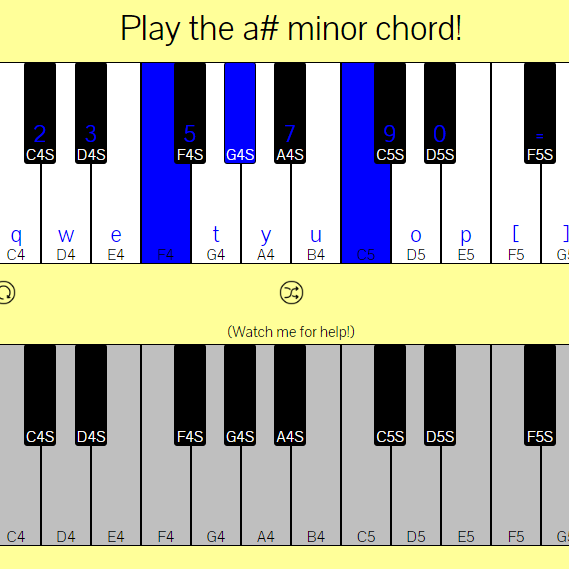 Play the a# minor chord!
2 3 5 7 9 0 =
C4S D4S F4S G4S A4S C5S D5S F5S
q w e t y u o p [ ]
C4 D4 E4 F4 G4 A4 B4 C5 D5 E5 F5 G5
(Watch me for help!)
C4S D4S F4S G4S A4S C5S D5S F5S
C4 D4 E4 F4 G4 A4 B4 C5 D5 E5 F5 G5